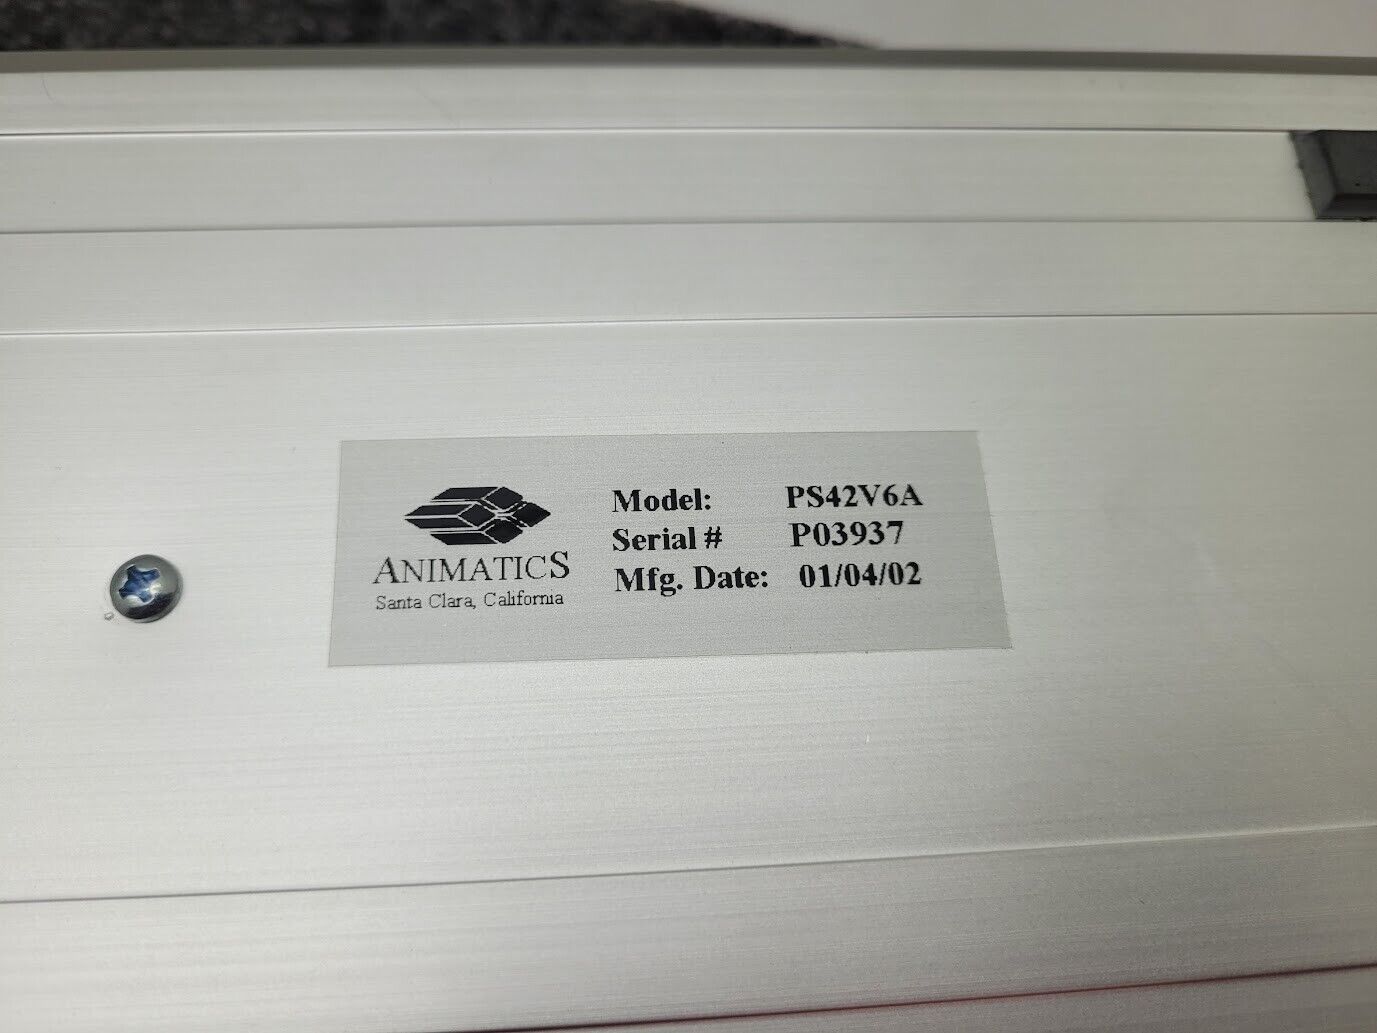 ANIMATICS
Santa Clara, California
Model: PS42V6A
Serial # P03937
Mfg. Date: 01/04/02